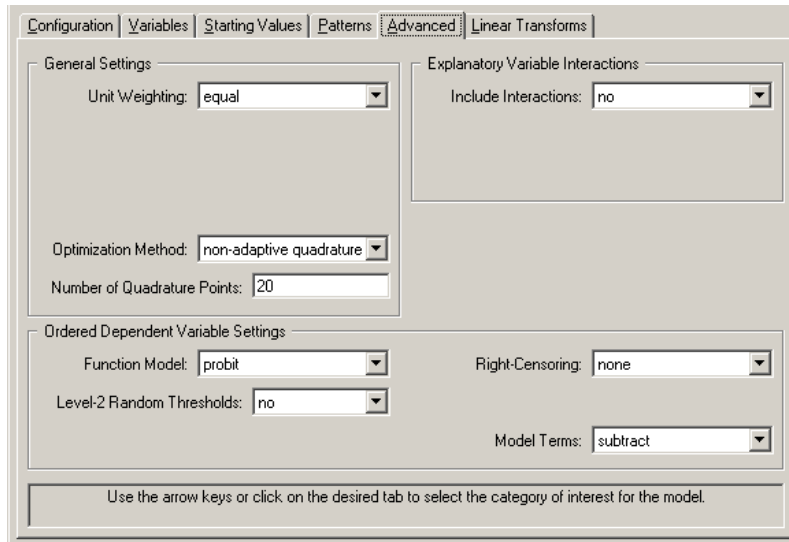 Configuration Variables Starting Values Patterns Advanced Linear Transforms
General Settings
Unit Weighting: equal
Optimization Method: non-adaptive quadrature
Number of Quadrature Points: 20
Explanatory Variable Interactions
Include Interactions: no
Ordered Dependent Variable Settings
Function Model: probit
Right-Censoring: none
Level-2 Random Thresholds: no
Model Terms: subtract
Use the arrow keys or click on the desired tab to select the category of interest for the model.